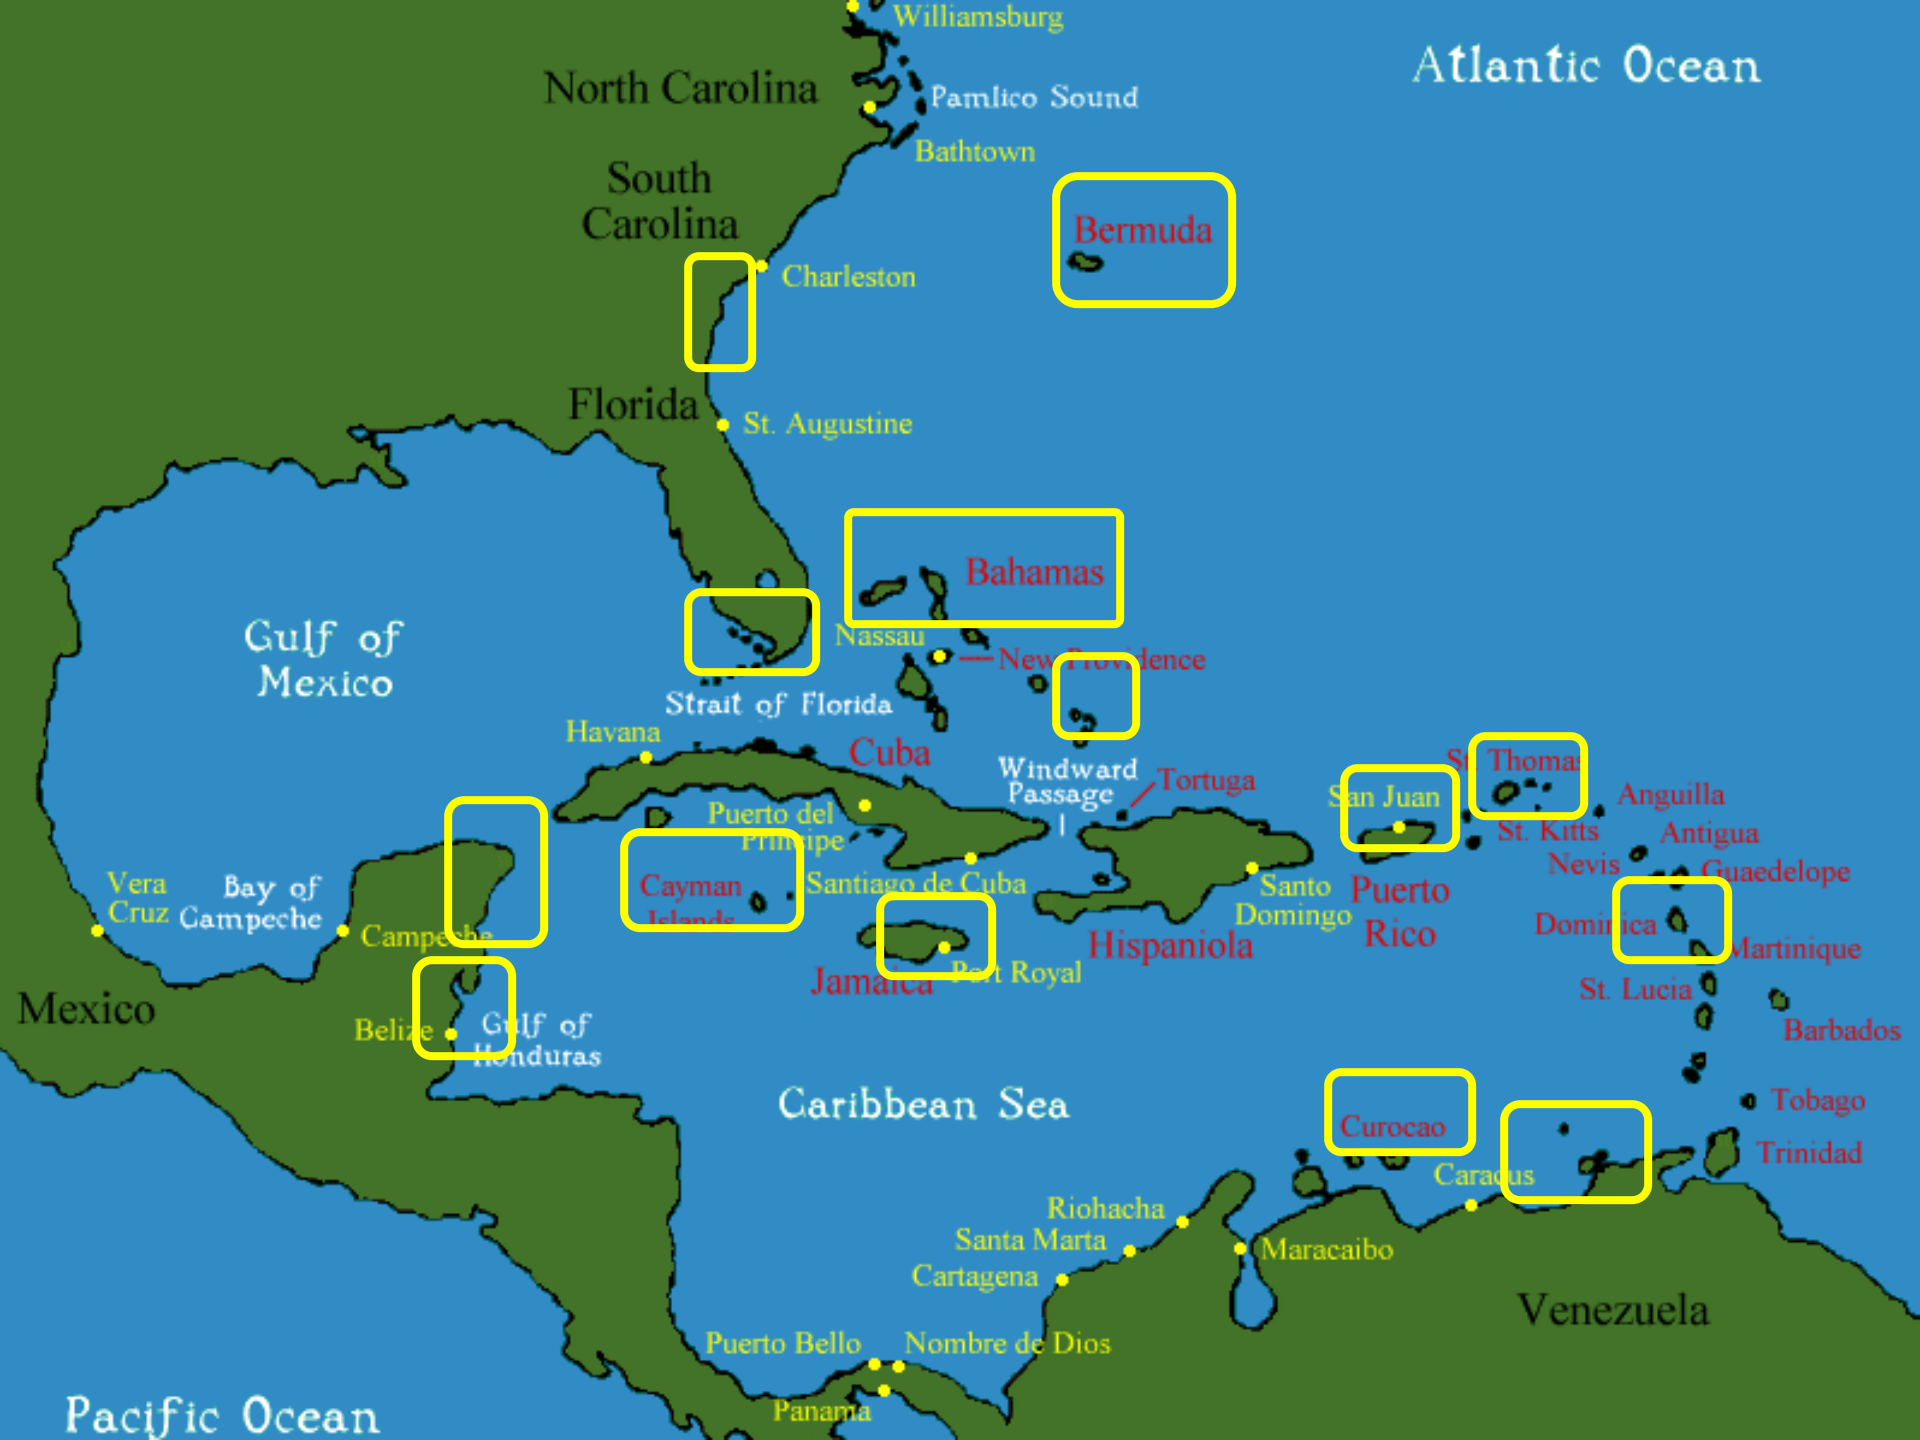 Williamsburg
Atlantic Ocean
North Carolina
Pamlico Sound
Bathtown
South
Carolina
Bermuda
Charleston
Florida
St. Augustine
Bahamas
Gulf of
Mexico
Nassau
New Providence
Strait of Florida
Havana
Cuba
Windward
Passage
Tortuga
St. Thomas
San Juan
Anguilla
Puerto del
Principe
St. Kitts
Antigua
Nevis
Guaedelope
Vera
Cruz
Bay of
Campeche
Campeche
Cayman
Islands
Santiago de Cuba
Santo
Domingo
Puerto
Rico
Dominica
Martinique
Hispaniola
Jamaica
Port Royal
St. Lucia
Mexico
Belize
Gulf of
Honduras
Barbados
Caribbean Sea
Curocao
Tobago
Trinidad
Caracus
Riohacha
Santa Marta
Maracaibo
Cartagena
Venezuela
Puerto Bello
Nombre de Dios
Panama
Pacific Ocean